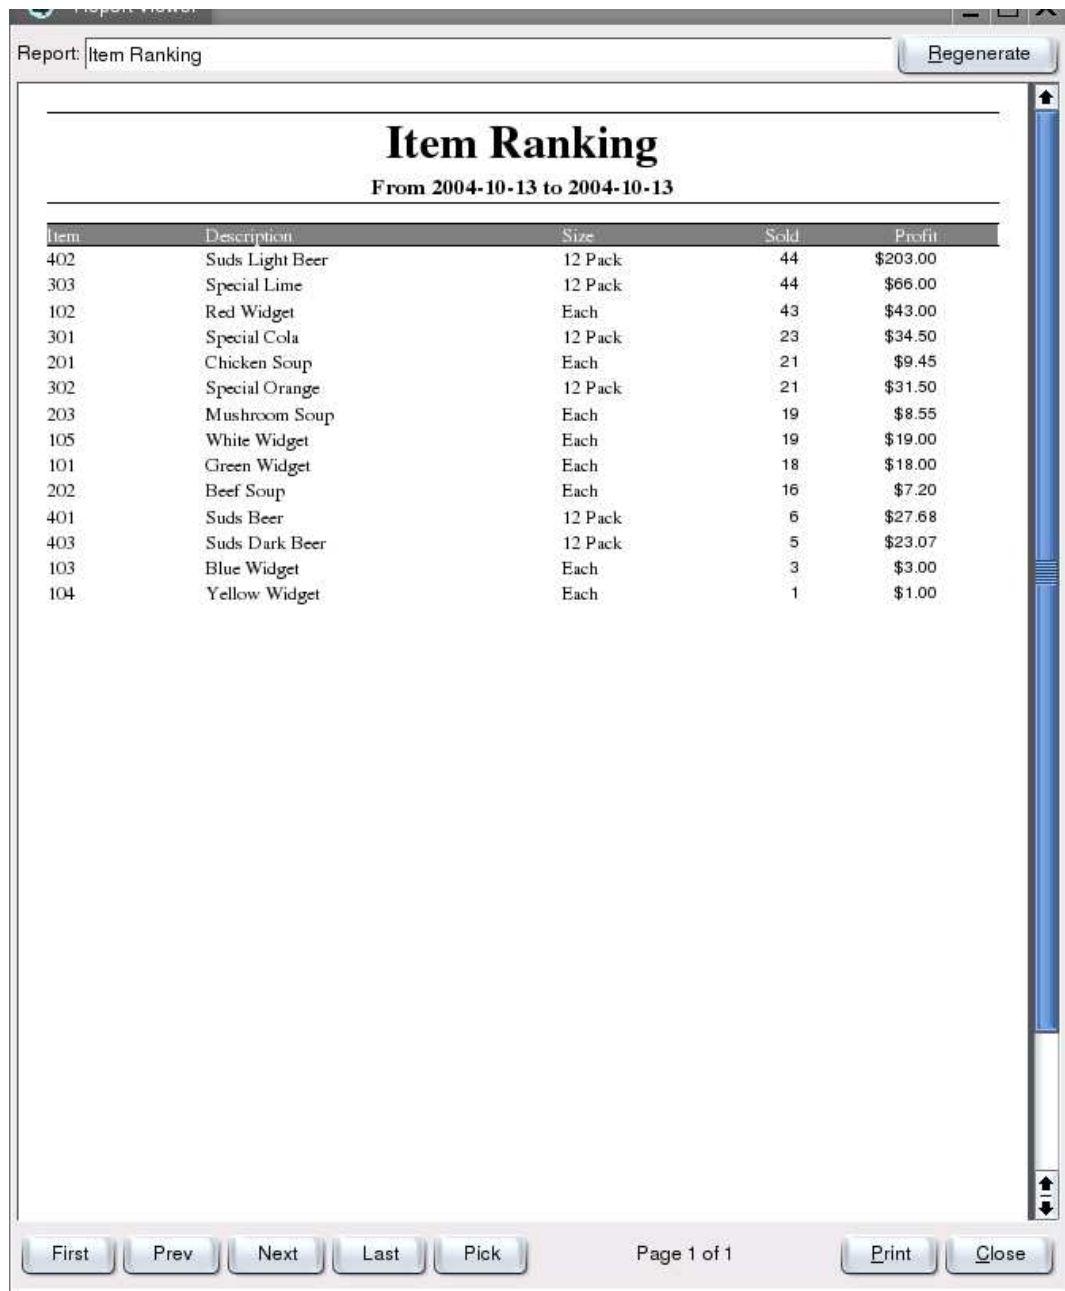 Report Viewer
Report: Item Ranking Regenerate
Item Ranking
From 2004-10-13 to 2004-10-13
Item Description Size Sold Profit
402 Suds Light Beer 12 Pack 44 $203.00
303 Special Lime 12 Pack 44 $66.00
102 Red Widget Each 43 $43.00
301 Special Cola 12 Pack 23 $34.50
201 Chicken Soup Each 21 $9.45
302 Special Orange 12 Pack 21 $31.50
203 Mushroom Soup Each 19 $8.55
105 White Widget Each 19 $19.00
101 Green Widget Each 18 $18.00
202 Beef Soup Each 16 $7.20
401 Suds Beer 12 Pack 6 $27.68
403 Suds Dark Beer 12 Pack 5 $23.07
103 Blue Widget Each 3 $3.00
104 Yellow Widget Each 1 $1.00
First Prev Next Last Pick Page 1 of 1 Print Close